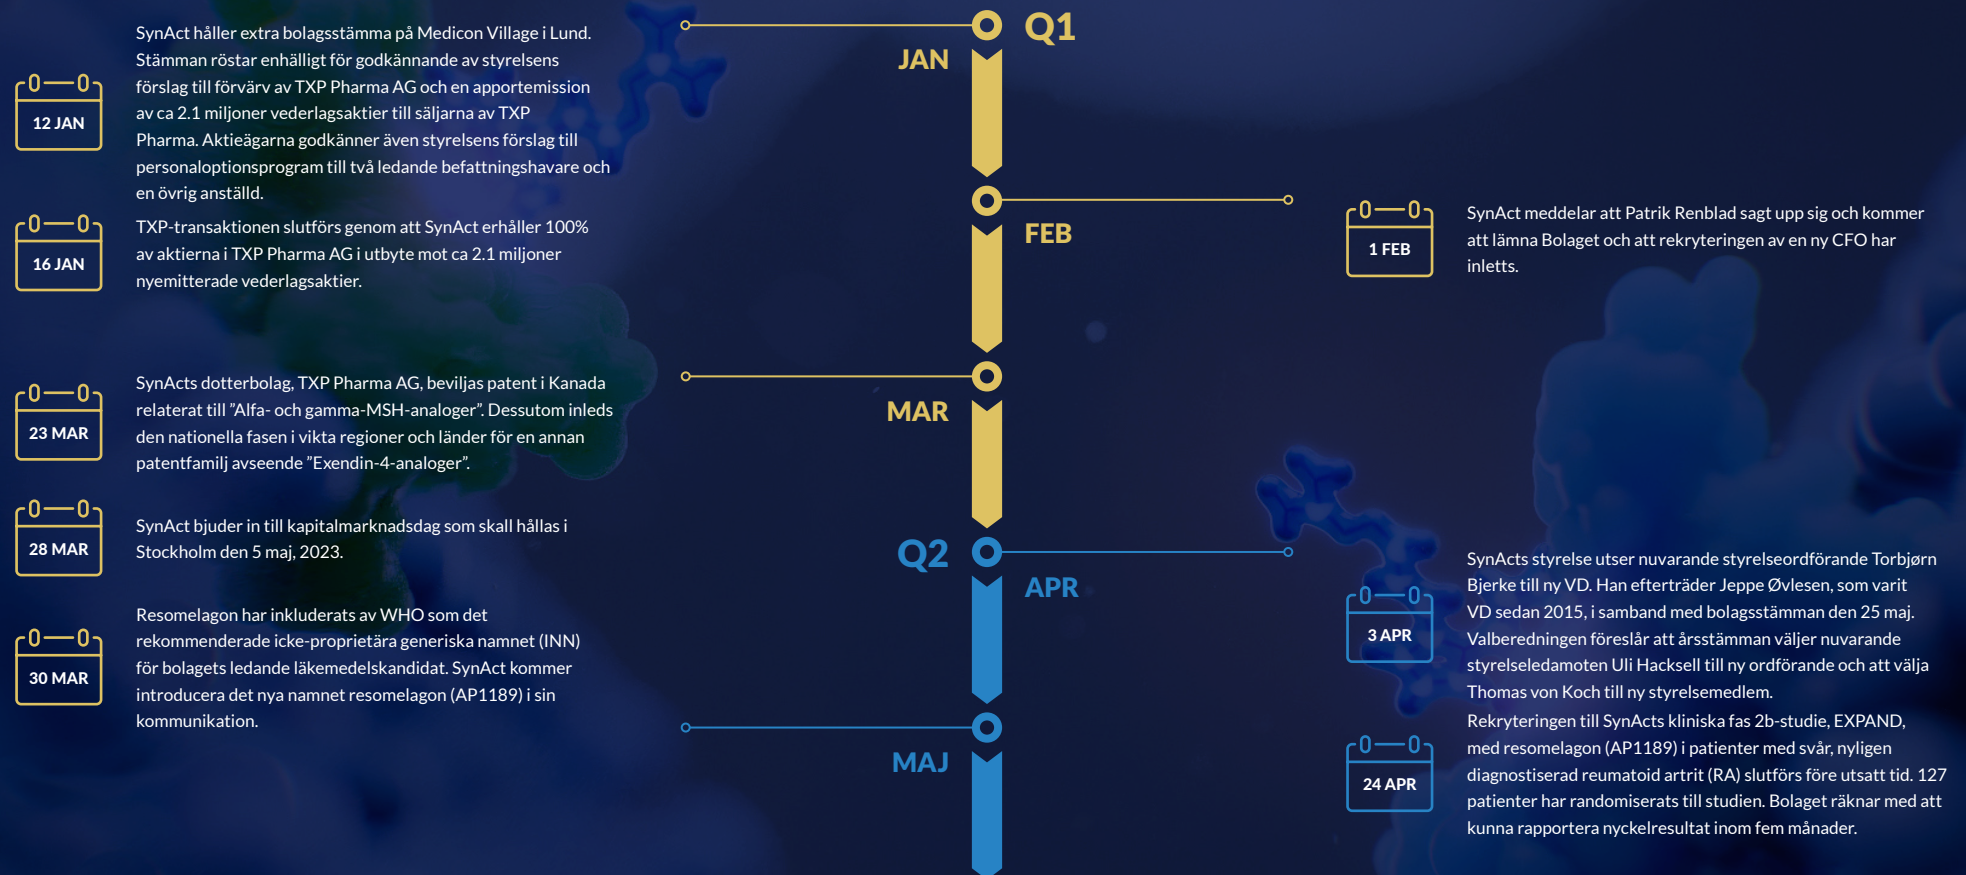 Q1
JAN
12 JAN
SynAct håller extra bolagsstämma på Medicon Village i Lund.
Stämman röstar enhälligt för godkännande av styrelsens
förslag till förvärv av TXP Pharma AG och en apportemission
av ca 2.1 miljoner vederlagsaktier till säljarna av TXP
Pharma. Aktieägarna godkänner även styrelsens förslag till
personaloptionsprogram till två ledande befattningshavare och
en övrig anställd.
16 JAN
TXP-transaktionen slutförs genom att SynAct erhåller 100%
av aktierna i TXP Pharma AG i utbyte mot ca 2.1 miljoner
nyemitterade vederlagsaktier.
FEB
1 FEB
SynAct meddelar att Patrik Renblad sagt upp sig och kommer
att lämna Bolaget och att rekryteringen av en ny CFO har
inletts.
MAR
23 MAR
SynActs dotterbolag, TXP Pharma AG, beviljas patent i Kanada
relaterat till ”Alfa- och gamma-MSH-analoger”. Dessutom inleds
den nationella fasen i vikta regioner och länder för en annan
patentfamilj avseende ”Exendin-4-analoger”.
28 MAR
SynAct bjuder in till kapitalmarknadsdag som skall hållas i
Stockholm den 5 maj, 2023.
30 MAR
Resomelagon har inkluderats av WHO som det
rekommenderade icke-proprietära generiska namnet (INN)
för bolagets ledande läkemedelskandidat. SynAct kommer
introducera det nya namnet resomelagon (AP1189) i sin
kommunikation.
Q2
APR
3 APR
SynActs styrelse utser nuvarande styrelseordförande Torbjørn
Bjerke till ny VD. Han efterträder Jeppe Øvlesen, som varit
VD sedan 2015, i samband med bolagsstämman den 25 maj.
Valberedningen föreslår att årsstämman väljer nuvarande
styrelseledamoten Uli Hacksell till ny ordförande och att välja
Thomas von Koch till ny styrelsemedlem.
24 APR
Rekryteringen till SynActs kliniska fas 2b-studie, EXPAND,
med resomelagon (AP1189) i patienter med svår, nyligen
diagnostiserad reumatoid artrit (RA) slutförs före utsatt tid. 127
patienter har randomiserats till studien. Bolaget räknar med att
kunna rapportera nyckelresultat inom fem månader.
MAJ